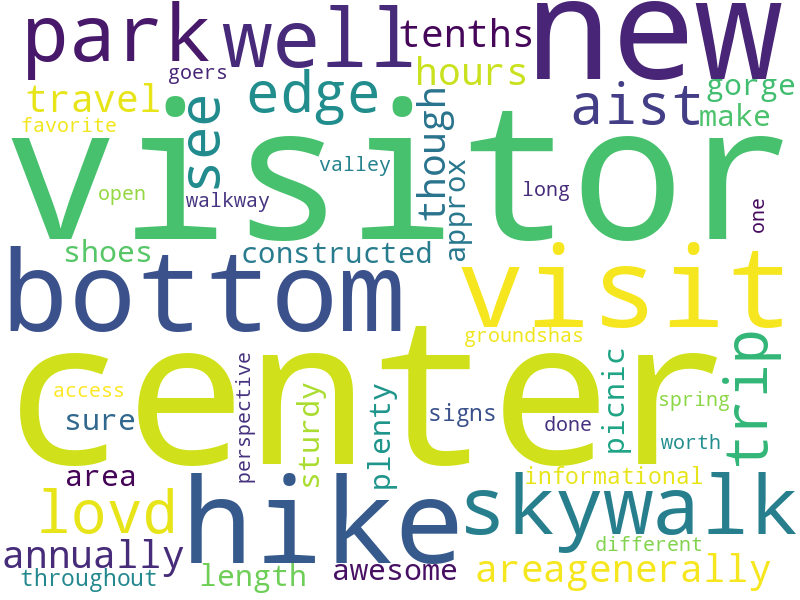 park well tenths new
goers
hours
travel edge see aist gorge
make
favorite
visitor
though
valley
open walkway approx long one
shoes constructed
bottom visit
center
groundshas
trip
access perspective sturdy plenty picnic spring
sure signs done
worth
area informational
lovd hike skywalk
annually different
throughout length awesome areagenerally